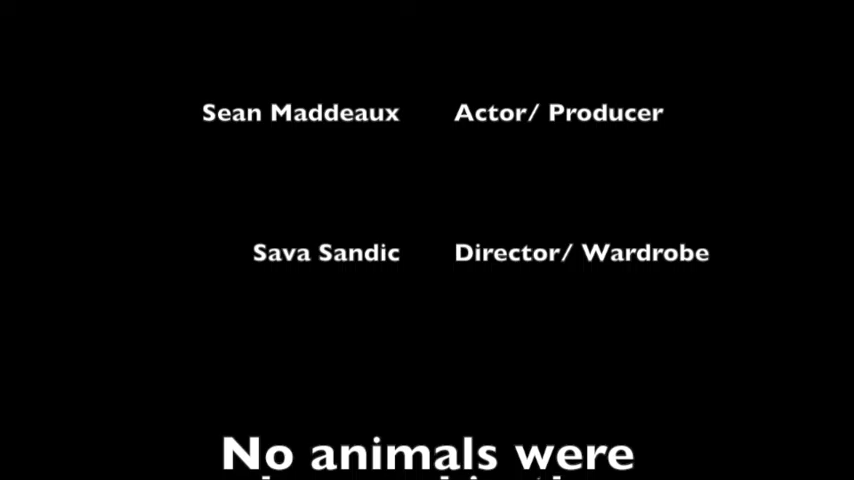 Sean Maddeaux Actor/ Producer
Sava Sandic Director/ Wardrobe
No animals were